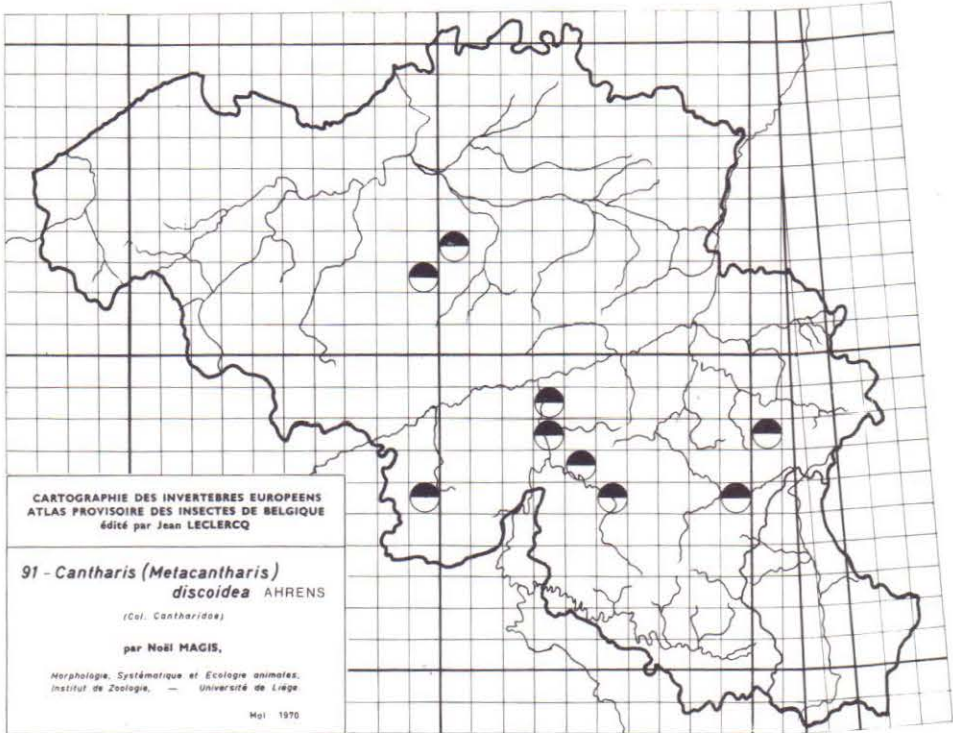 CARTOGRAPHIE DES INVERTEBRES EUROPEENS
ATLAS PROVISOIRE DES INSECTES DE BELGIQUE
édité par Jean LECLERCQ
91 - Cantharis (Metacantharis)
discoidea AHRENS
(Col. Cantharidae)
par Noël MAGIS,
Morphologie, Systématique et Ecologie animales,
Institut de Zoologie, — Université de Liége
Mai 1970